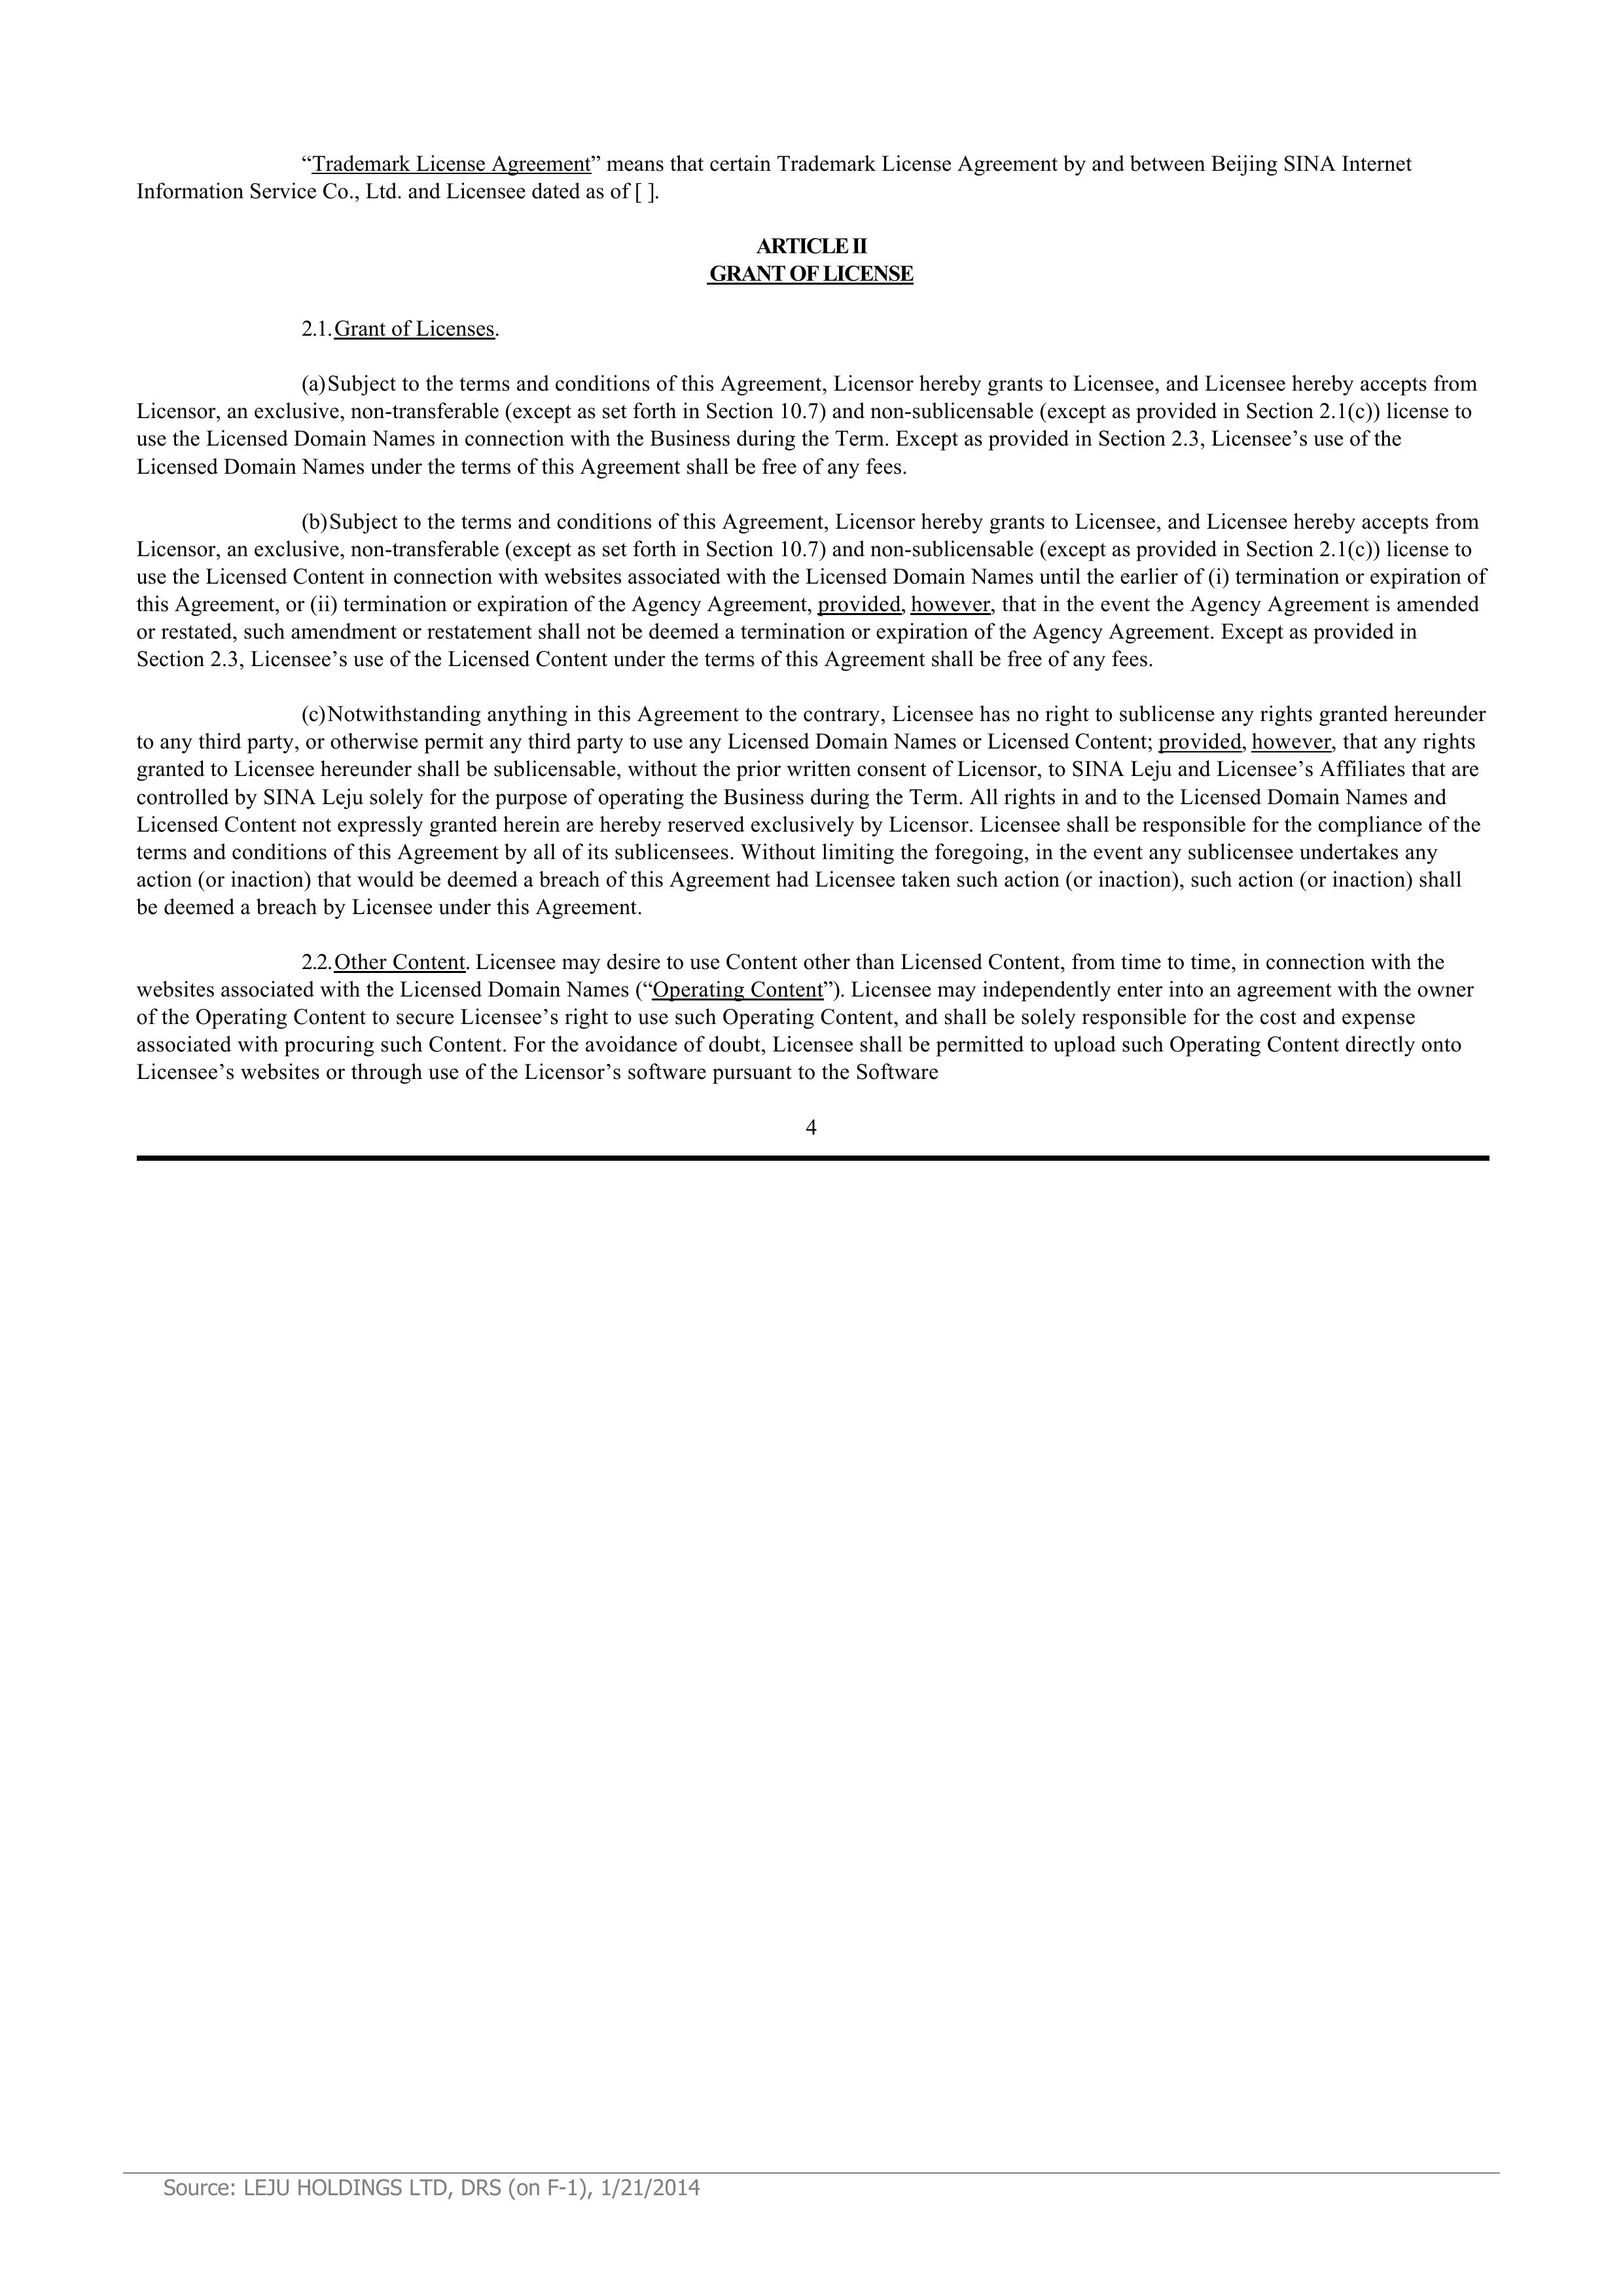 “Trademark License Agreement” means that certain Trademark License Agreement by and between Beijing SINA Internet
Information Service Co., Ltd. and Licensee dated as of [ ].
ARTICLE II
GRANT OF LICENSE
2.1. Grant of Licenses.
(a) Subject to the terms and conditions of this Agreement, Licensor hereby grants to Licensee, and Licensee hereby accepts from
Licensor, an exclusive, non-transferable (except as set forth in Section 10.7) and non-sublicensable (except as provided in Section 2.1(c)) license to
use the Licensed Domain Names in connection with the Business during the Term. Except as provided in Section 2.3, Licensee’s use of the
Licensed Domain Names under the terms of this Agreement shall be free of any fees.
(b) Subject to the terms and conditions of this Agreement, Licensor hereby grants to Licensee, and Licensee hereby accepts from
Licensor, an exclusive, non-transferable (except as set forth in Section 10.7) and non-sublicensable (except as provided in Section 2.1(c)) license to
use the Licensed Content in connection with websites associated with the Licensed Domain Names until the earlier of (i) termination or expiration of
this Agreement, or (ii) termination or expiration of the Agency Agreement, provided, however, that in the event the Agency Agreement is amended
or restated, such amendment or restatement shall not be deemed a termination or expiration of the Agency Agreement. Except as provided in
Section 2.3, Licensee’s use of the Licensed Content under the terms of this Agreement shall be free of any fees.
(c) Notwithstanding anything in this Agreement to the contrary, Licensee has no right to sublicense any rights granted hereunder
to any third party, or otherwise permit any third party to use any Licensed Domain Names or Licensed Content; provided, however, that any rights
granted to Licensee hereunder shall be sublicensable, without the prior written consent of Licensor, to SINA Leju and Licensee’s Affiliates that are
controlled by SINA Leju solely for the purpose of operating the Business during the Term. All rights in and to the Licensed Domain Names and
Licensed Content not expressly granted herein are hereby reserved exclusively by Licensor. Licensee shall be responsible for the compliance of the
terms and conditions of this Agreement by all of its sublicensees. Without limiting the foregoing, in the event any sublicensee undertakes any
action (or inaction) that would be deemed a breach of this Agreement had Licensee taken such action (or inaction), such action (or inaction) shall
be deemed a breach by Licensee under this Agreement.
2.2. Other Content. Licensee may desire to use Content other than Licensed Content, from time to time, in connection with the
websites associated with the Licensed Domain Names (“Operating Content”). Licensee may independently enter into an agreement with the owner
of the Operating Content to secure Licensee’s right to use such Operating Content, and shall be solely responsible for the cost and expense
associated with procuring such Content. For the avoidance of doubt, Licensee shall be permitted to upload such Operating Content directly onto
Licensee’s websites or through use of the Licensor’s software pursuant to the Software
4
Source: LEJU HOLDINGS LTD, DRS (on F-1), 1/21/2014